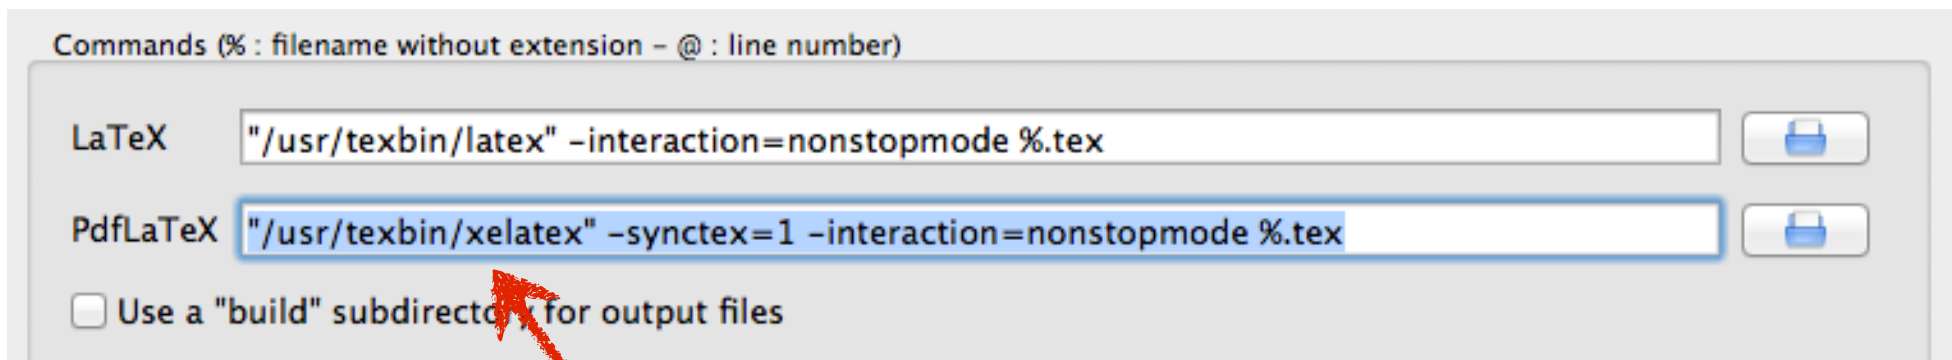 Commands (% : filename without extension – @ : line number)
LaTeX "/usr/texbin/latex" –interaction=nonstopmode %.tex
PdfLaTeX "/usr/texbin/xelatex" –synctex=1 –interaction=nonstopmode %.tex
Use a "build" subdirectory for output files